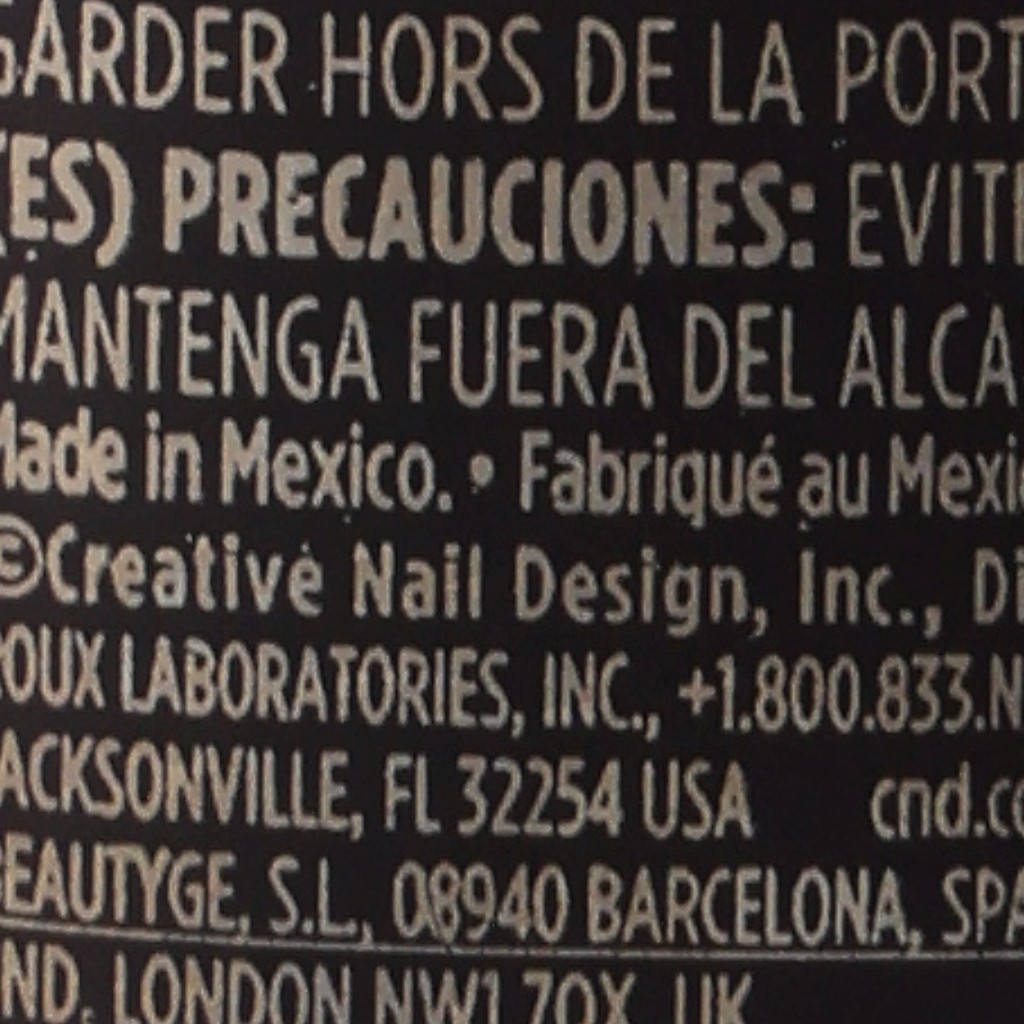 GARDER HORS DE LA PORT
(ES) PRECAUCIONES: EVIT
MANTENGA FUERA DEL ALCA
Made in Mexico. • Fabriqué au Mexi
©Creative Nail Design, Inc., Di
ROUX LABORATORIES, INC., +1.800.833.N
JACKSONVILLE, FL 32254 USA cnd.co
BEAUTYGE, S.L., 08940 BARCELONA, SPA
ND, LONDON NW1 7QX, UK